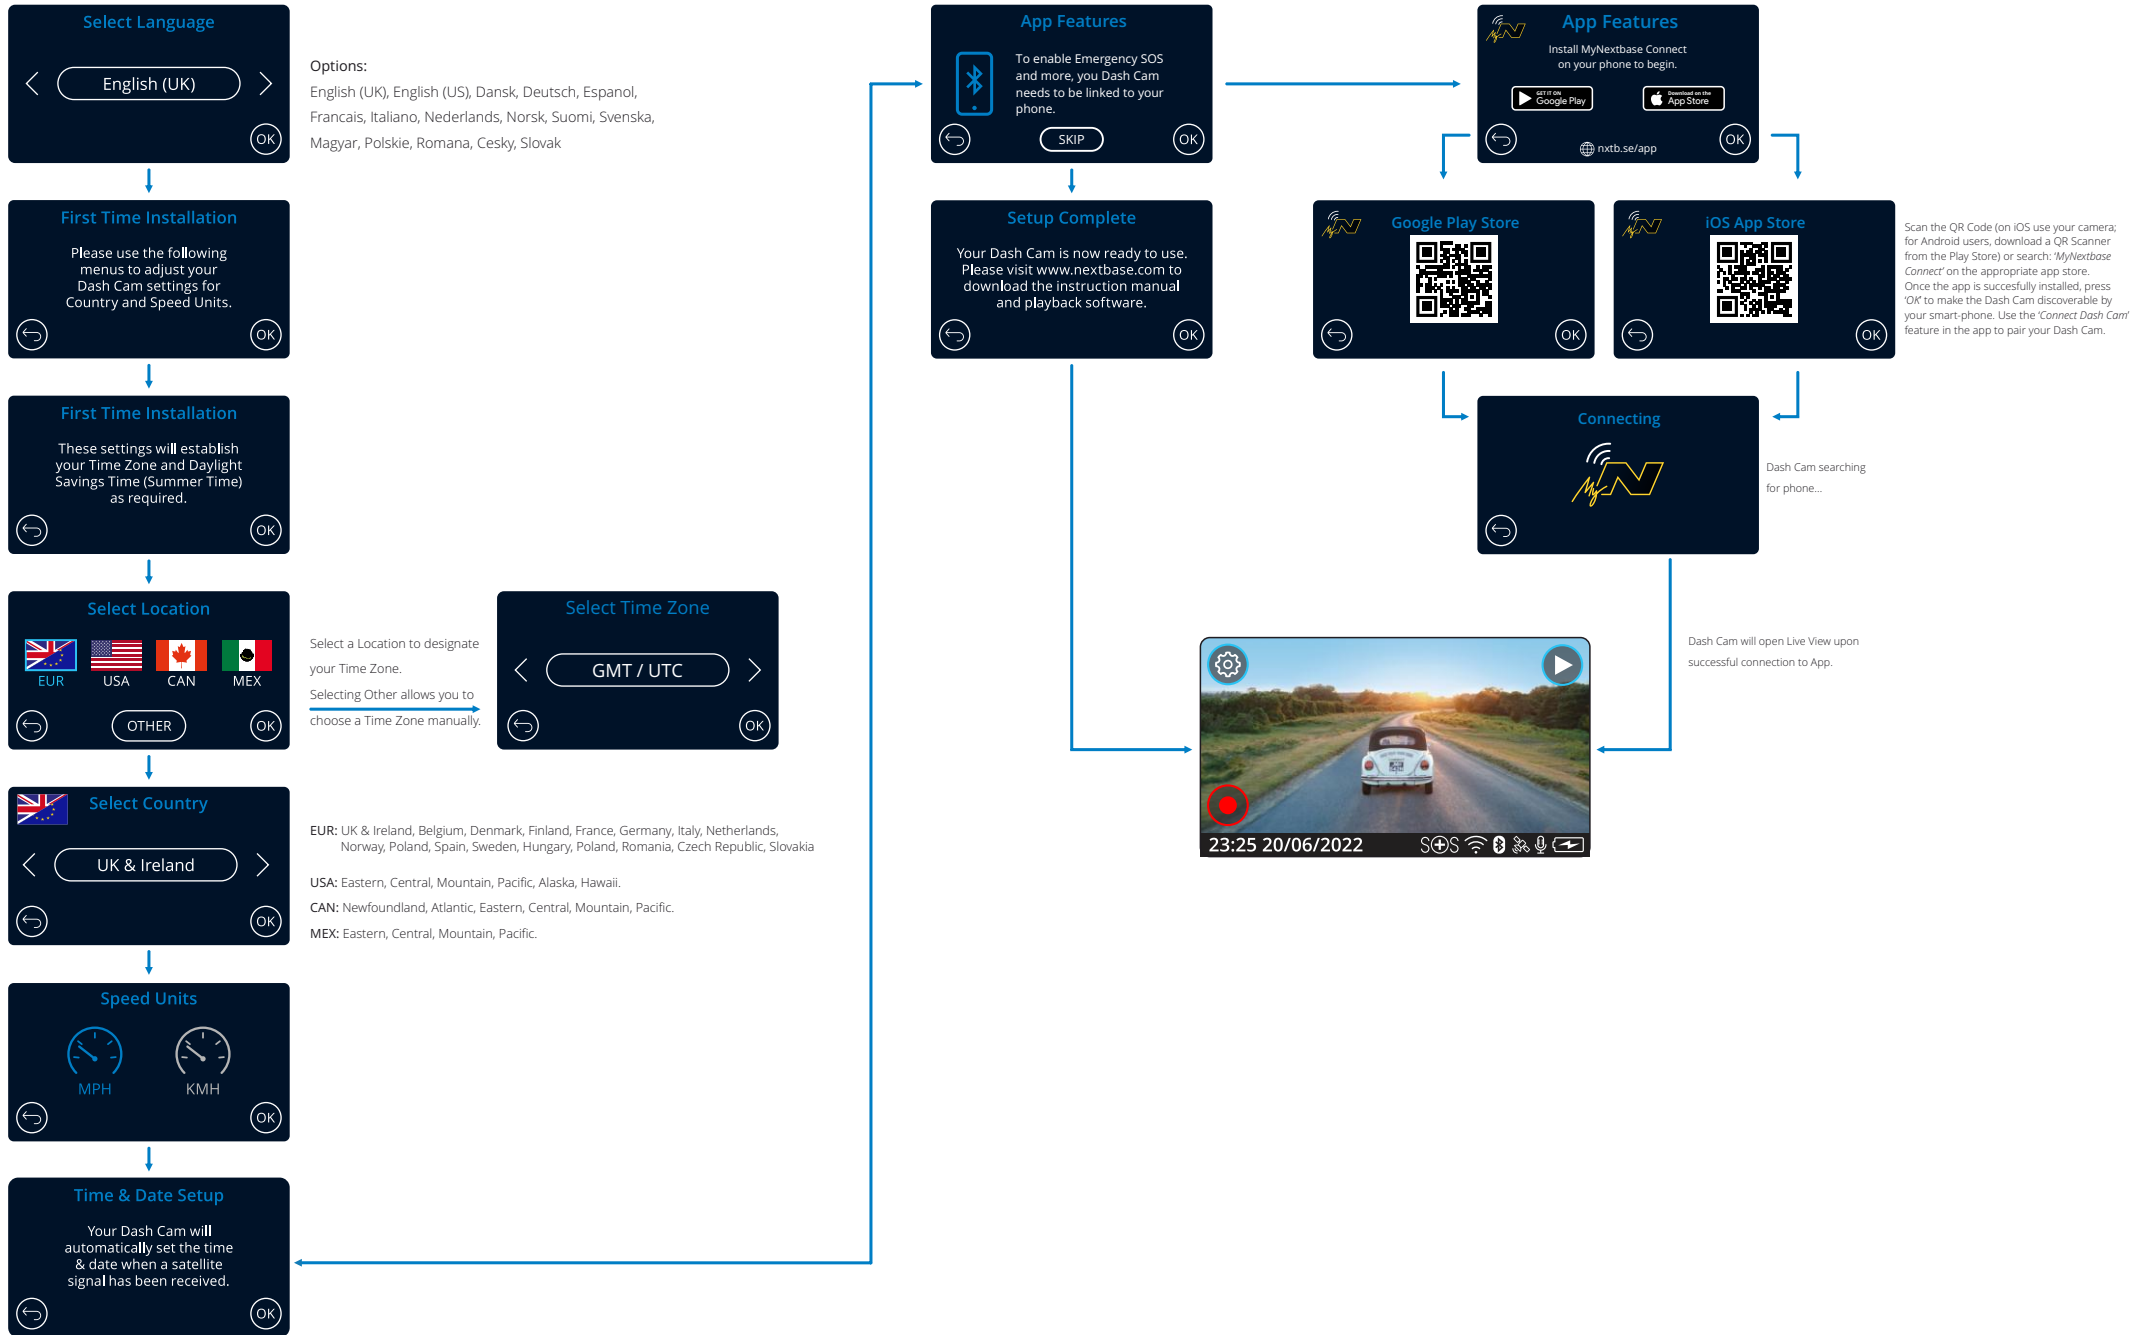 Select Language
English (UK)
OK
Options:
English (UK), English (US), Dansk, Deutsch, Espanol,
Francais, Italiano, Nederlands, Norsk, Suomi, Svenska,
Magyar, Polskie, Romana, Cesky, Slovak
First Time Installation
Please use the following
menus to adjust your
Dash Cam settings for
Country and Speed Units.
OK
First Time Installation
These settings will establish
your Time Zone and Daylight
Savings Time (Summer Time)
as required.
OK
Select Location
EUR USA CAN MEX
OTHER
OK
Select a Location to designate
your Time Zone.
Selecting Other allows you to
choose a Time Zone manually.
Select Time Zone
GMT / UTC
OK
Select Country
UK & Ireland
OK
EUR: UK & Ireland, Belgium, Denmark, Finland, France, Germany, Italy, Netherlands,
Norway, Poland, Spain, Sweden, Hungary, Poland, Romania, Czech Republic, Slovakia
USA: Eastern, Central, Mountain, Pacific, Alaska, Hawaii.
CAN: Newfoundland, Atlantic, Eastern, Central, Mountain, Pacific.
MEX: Eastern, Central, Mountain, Pacific.
Speed Units
MPH KMH
OK
Time & Date Setup
Your Dash Cam will
automatically set the time
& date when a satellite
signal has been received.
OK
App Features
To enable Emergency SOS
and more, you Dash Cam
needs to be linked to your
phone.
SKIP
OK
Setup Complete
Your Dash Cam is now ready to use.
Please visit www.nextbase.com to
download the instruction manual
and playback software.
OK
My N
App Features
Install MyNextbase Connect
on your phone to begin.
GET IT ON
Google Play
Download on the
App Store
nxtb.se/app
OK
My N
Google Play Store
OK
My N
iOS App Store
OK
Scan the QR Code (on iOS use your camera;
for Android users, download a QR Scanner
from the Play Store) or search: 'MyNextbase
Connect' on the appropriate app store.
Once the app is succesfully installed, press
'OK' to make the Dash Cam discoverable by
your smart-phone. Use the 'Connect Dash Cam'
feature in the app to pair your Dash Cam.
Connecting
My N
Dash Cam searching
for phone...
Dash Cam will open Live View upon
successful connection to App.
23:25 20/06/2022 SOS